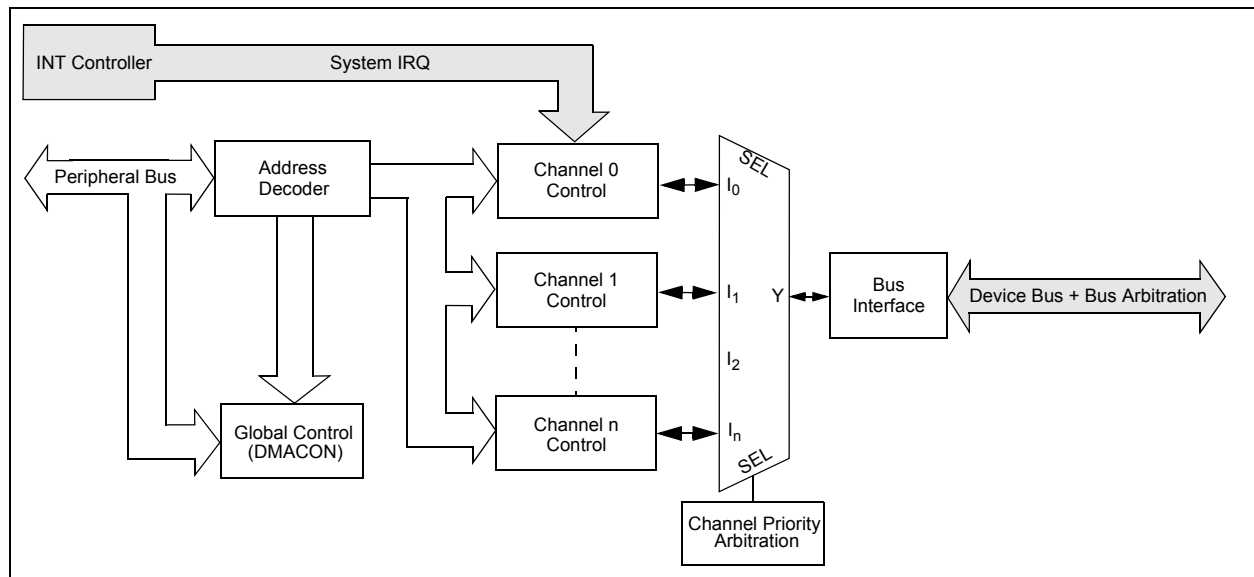 INT Controller
System IRQ
Peripheral Bus
Address
Decoder
Global Control
(DMACON)
Channel 0
Control
Channel 1
Control
Channel n
Control
SEL
I0
I1
I2
In
Y
SEL
Channel Priority
Arbitration
Bus
Interface
Device Bus + Bus Arbitration